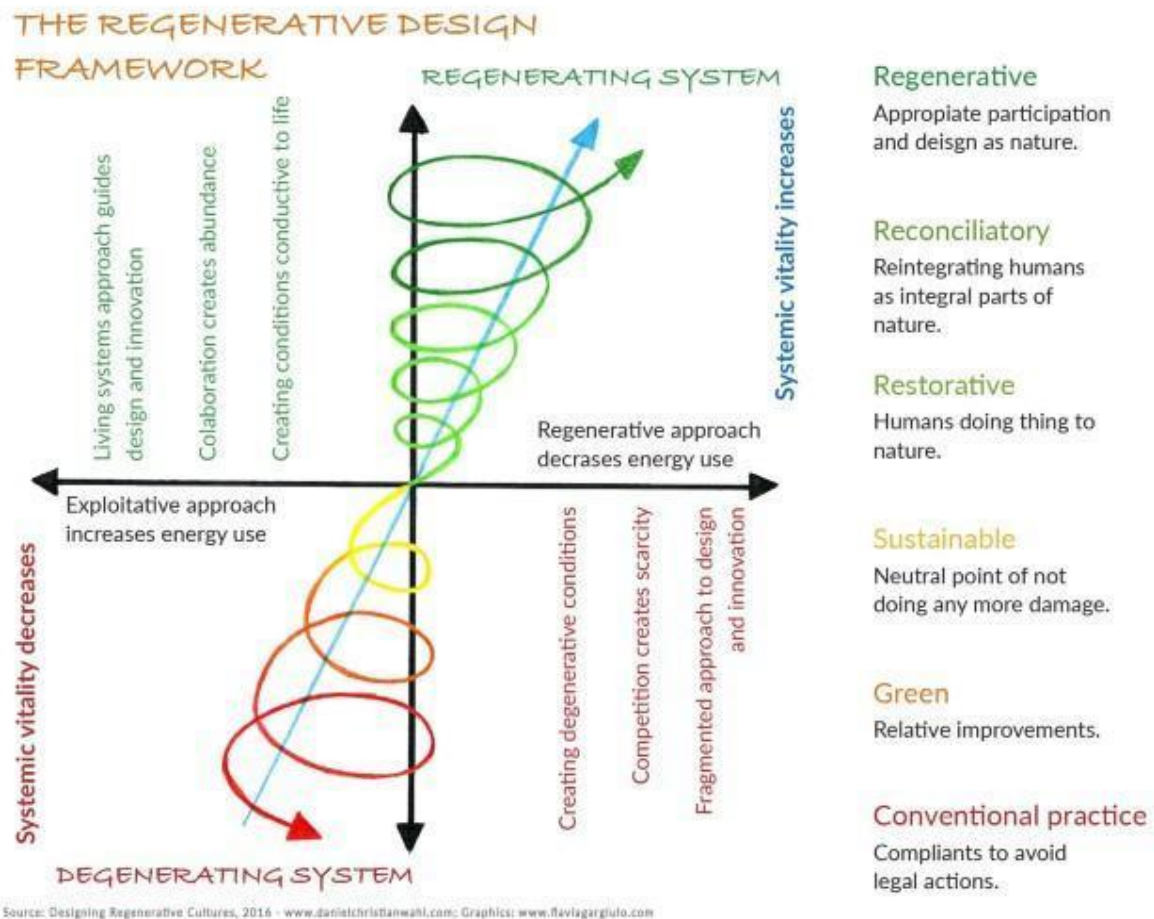 THE REGENERATIVE DESIGN
FRAMEWORK
REGENERATING SYSTEM
Living systems approach guides
design and innovation
Colaboration creates abundance
Creating conditions conductive to life
Systemic vitality increases
Regenerative approach
decrases energy use
Exploitative approach
increases energy use
Systemic vitality decreases
Creating degenerative conditions
Competition creates scarcity
Fragmented approach to design
and innovation
DEGENERATING SYSTEM
Regenerative
Appropiate participation
and deisgn as nature.
Reconciliatory
Reintegrating humans
as integral parts of
nature.
Restorative
Humans doing thing to
nature.
Sustainable
Neutral point of not
doing any more damage.
Green
Relative improvements.
Conventional practice
Compliants to avoid
legal actions.
Source: Designing Regenerative Cultures, 2016 - www.danielchristianwahl.com; Graphics: www.flaviagargiulo.com